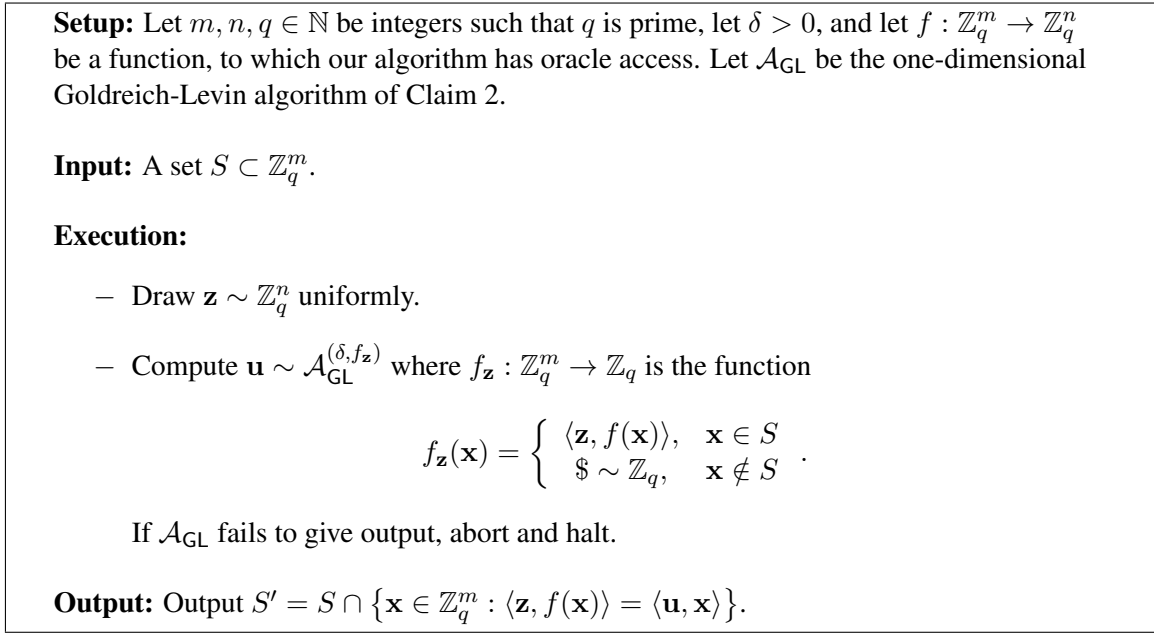 Setup: Let m, n, q ∈ ℕ be integers such that q is prime, let δ > 0, and let f : ℤ_q^m → ℤ_q^n
be a function, to which our algorithm has oracle access. Let 𝒜_GL be the one-dimensional
Goldreich-Levin algorithm of Claim 2.
Input: A set S ⊂ ℤ_q^m.
Execution:
– Draw 𝐳 ∼ ℤ_q^n uniformly.
– Compute 𝐮 ∼ 𝒜_GL^(δ,f_𝐳) where f_𝐳 : ℤ_q^m → ℤ_q is the function
f_𝐳(𝐱) = { ⟨𝐳, f(𝐱)⟩, 𝐱 ∈ S
$ ∼ ℤ_q, 𝐱 ∉ S .
If 𝒜_GL fails to give output, abort and halt.
Output: Output S′ = S ∩ {𝐱 ∈ ℤ_q^m : ⟨𝐳, f(𝐱)⟩ = ⟨𝐮, 𝐱⟩}.